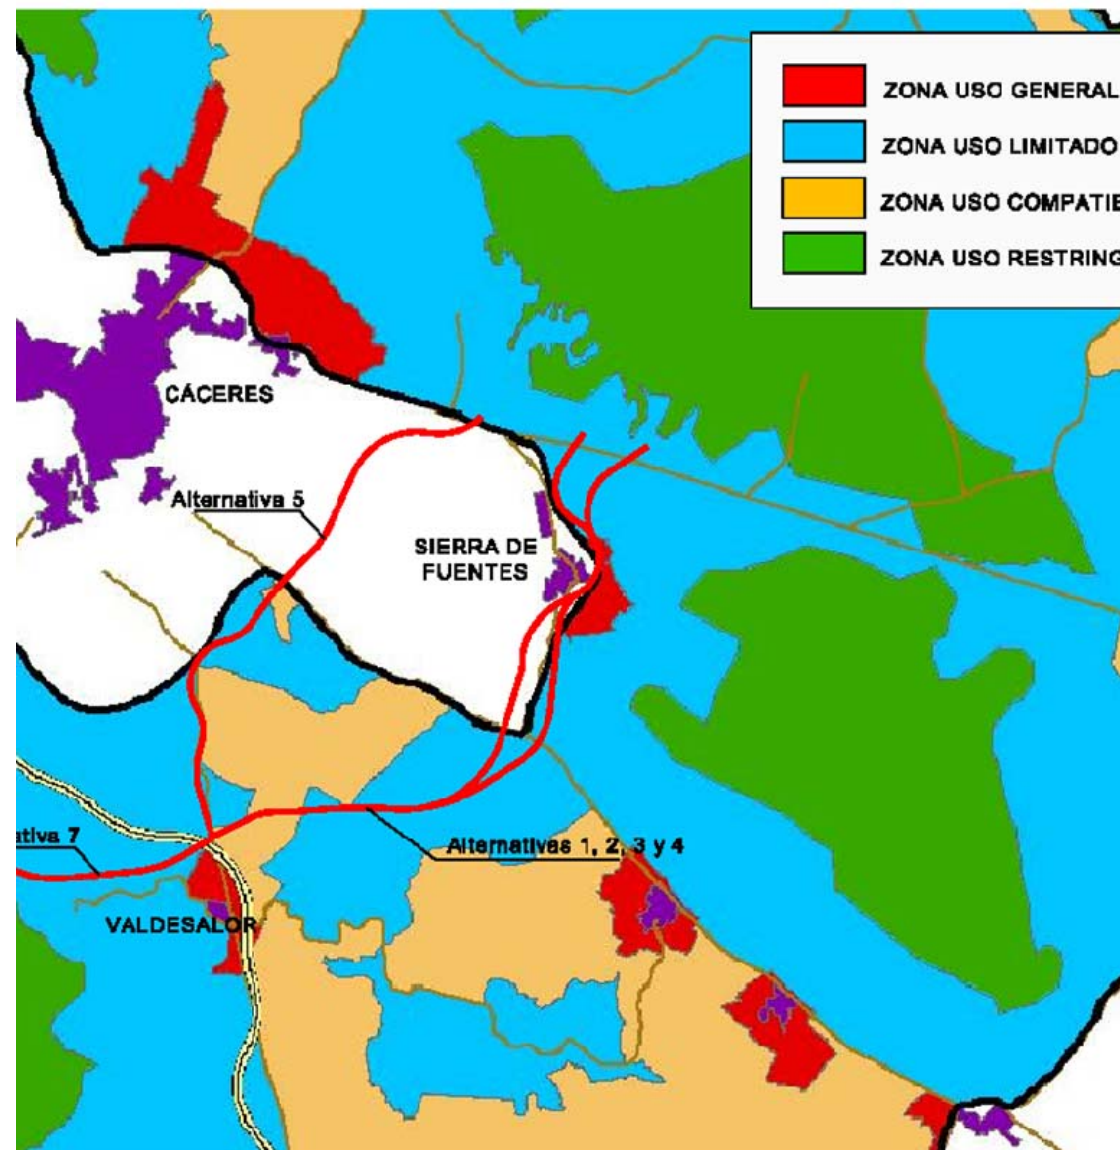 ZONA USO GENERAL
ZONA USO LIMITADO
ZONA USO COMPATIB
ZONA USO RESTRING
CÁCERES
Alternativa 5
SIERRA DE
FUENTES
ativa 7
Alternativas 1, 2, 3 y 4
VALDESALOR